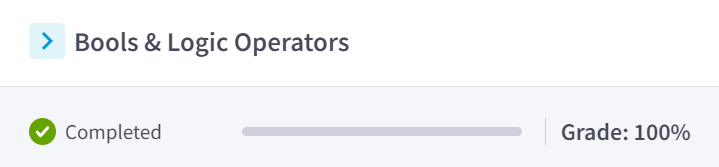 Bools & Logic Operators
Completed
Grade: 100%